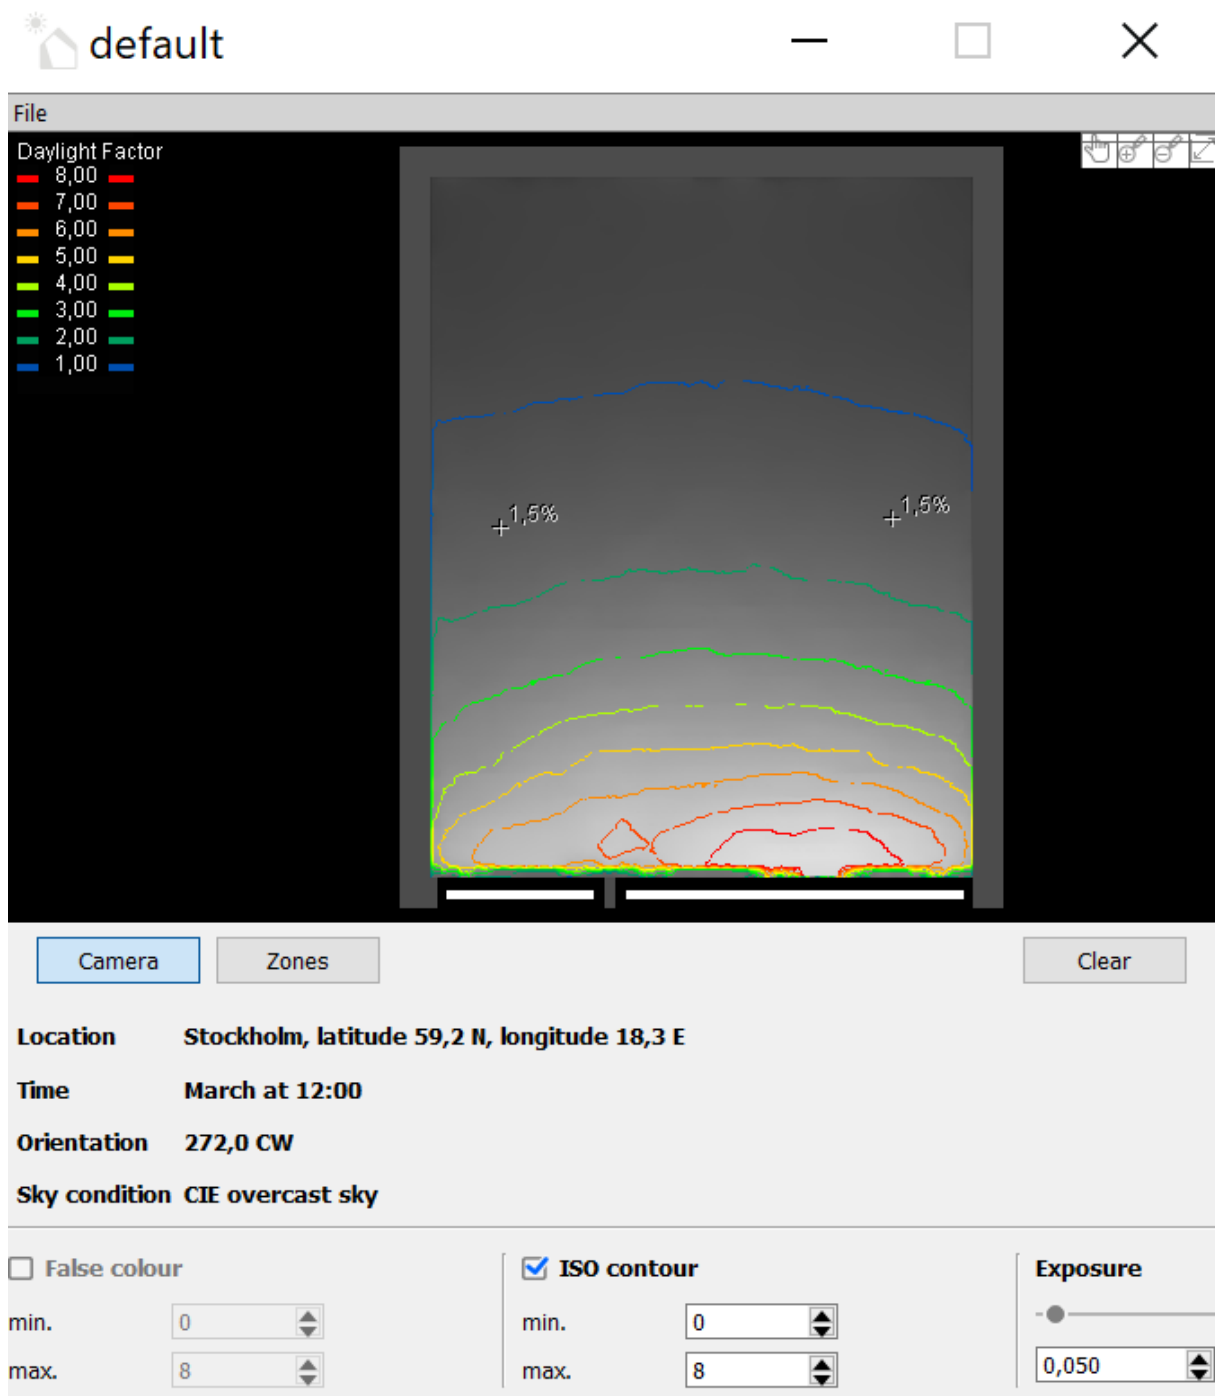 default
File
Daylight Factor
8,00
7,00
6,00
5,00
4,00
3,00
2,00
1,00
1,5%
1,5%
Camera
Zones
Clear
Location Stockholm, latitude 59,2 N, longitude 18,3 E
Time March at 12:00
Orientation 272,0 CW
Sky condition CIE overcast sky
False colour
ISO contour
Exposure
min. 0
min. 0
max. 8
max. 8
0,050